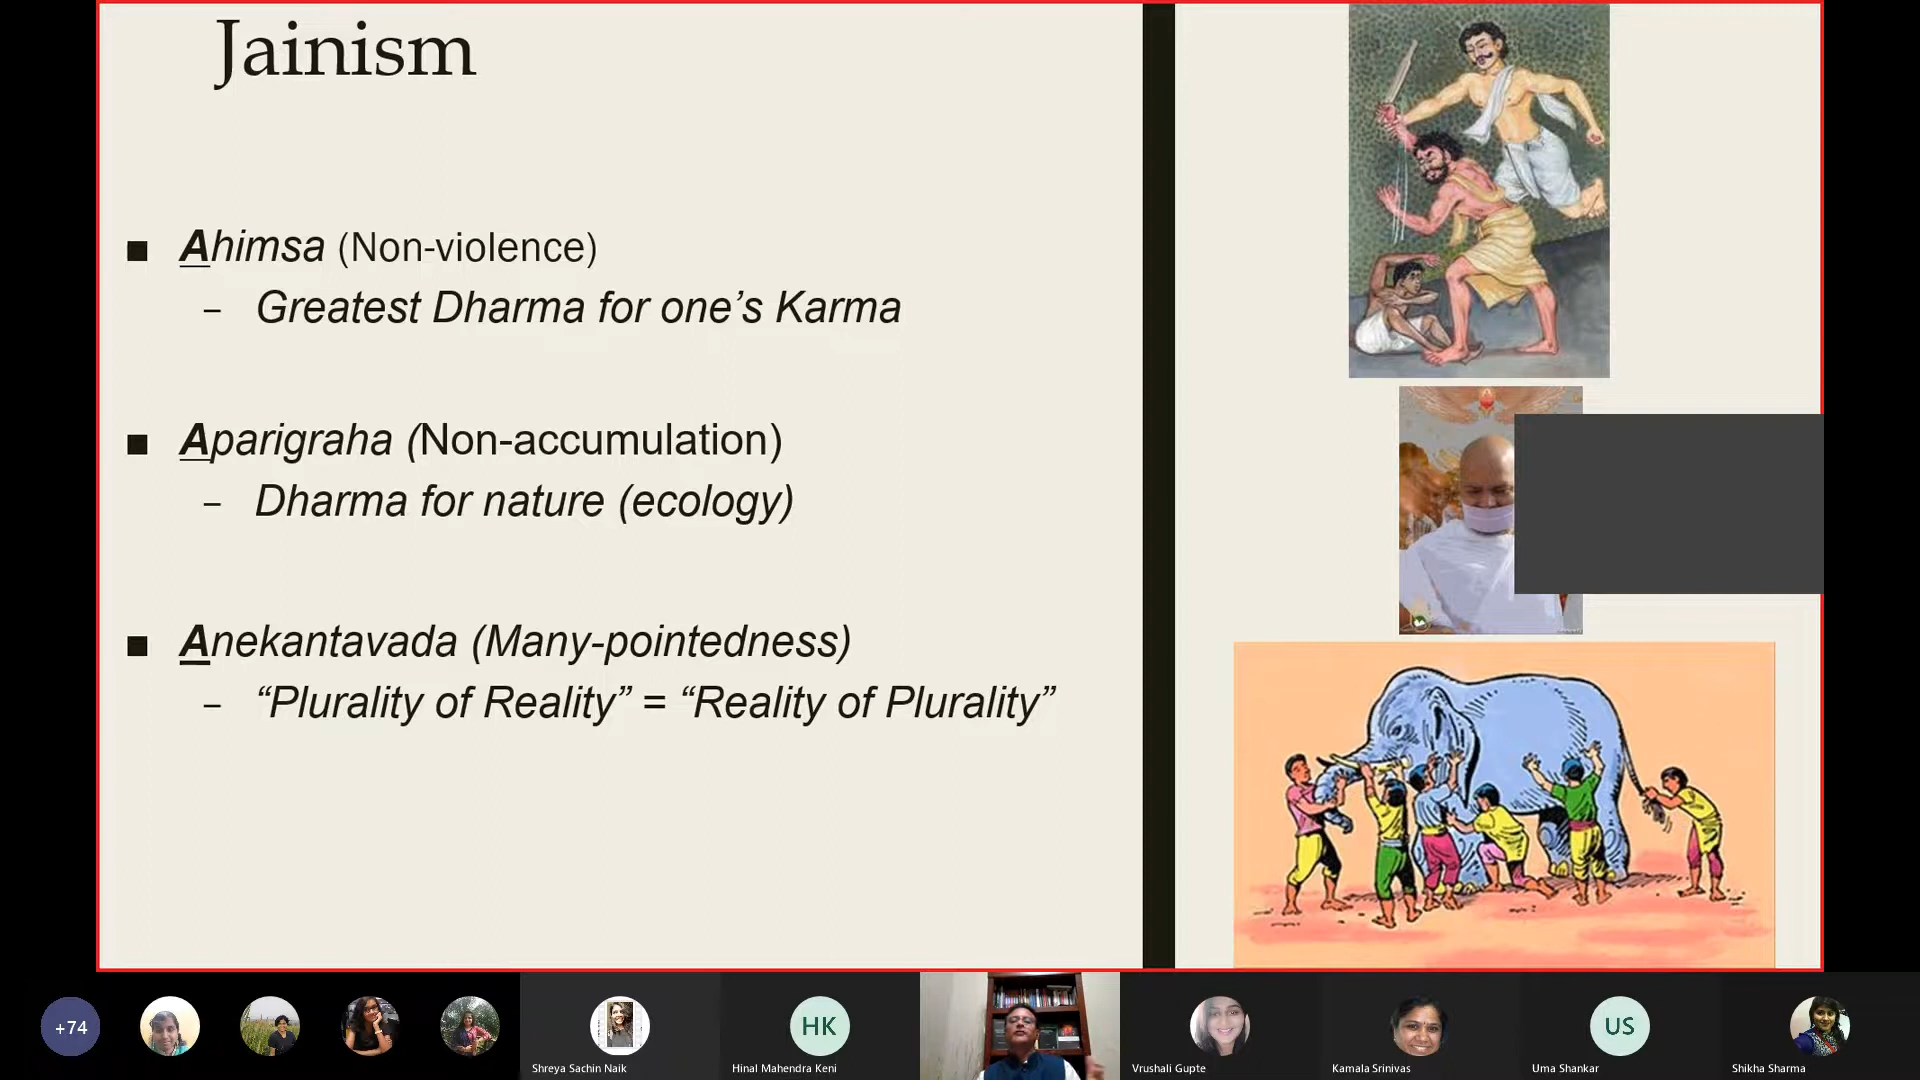 Jainism
■ Ahimsa (Non-violence)
– Greatest Dharma for one’s Karma
■ Aparigraha (Non-accumulation)
– Dharma for nature (ecology)
■ Anekantavada (Many-pointedness)
– “Plurality of Reality” = “Reality of Plurality”
+74
HK
US
Shreya Sachin Naik
Hinal Mahendra Keni
Vrushali Gupte
Kamala Srinivas
Uma Shankar
Shikha Sharma